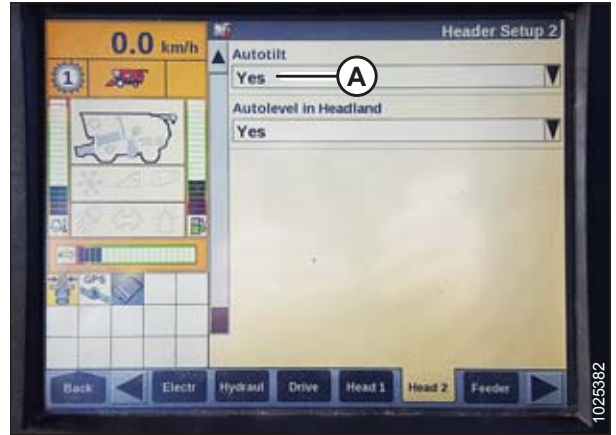 0.0 km/h
Header Setup 2
Autotilt
Yes
A
1
Autolevel in Headland
Yes
GPS
Back
Electr
Hydraul
Drive
Head 1
Head 2
Feeder
1025382